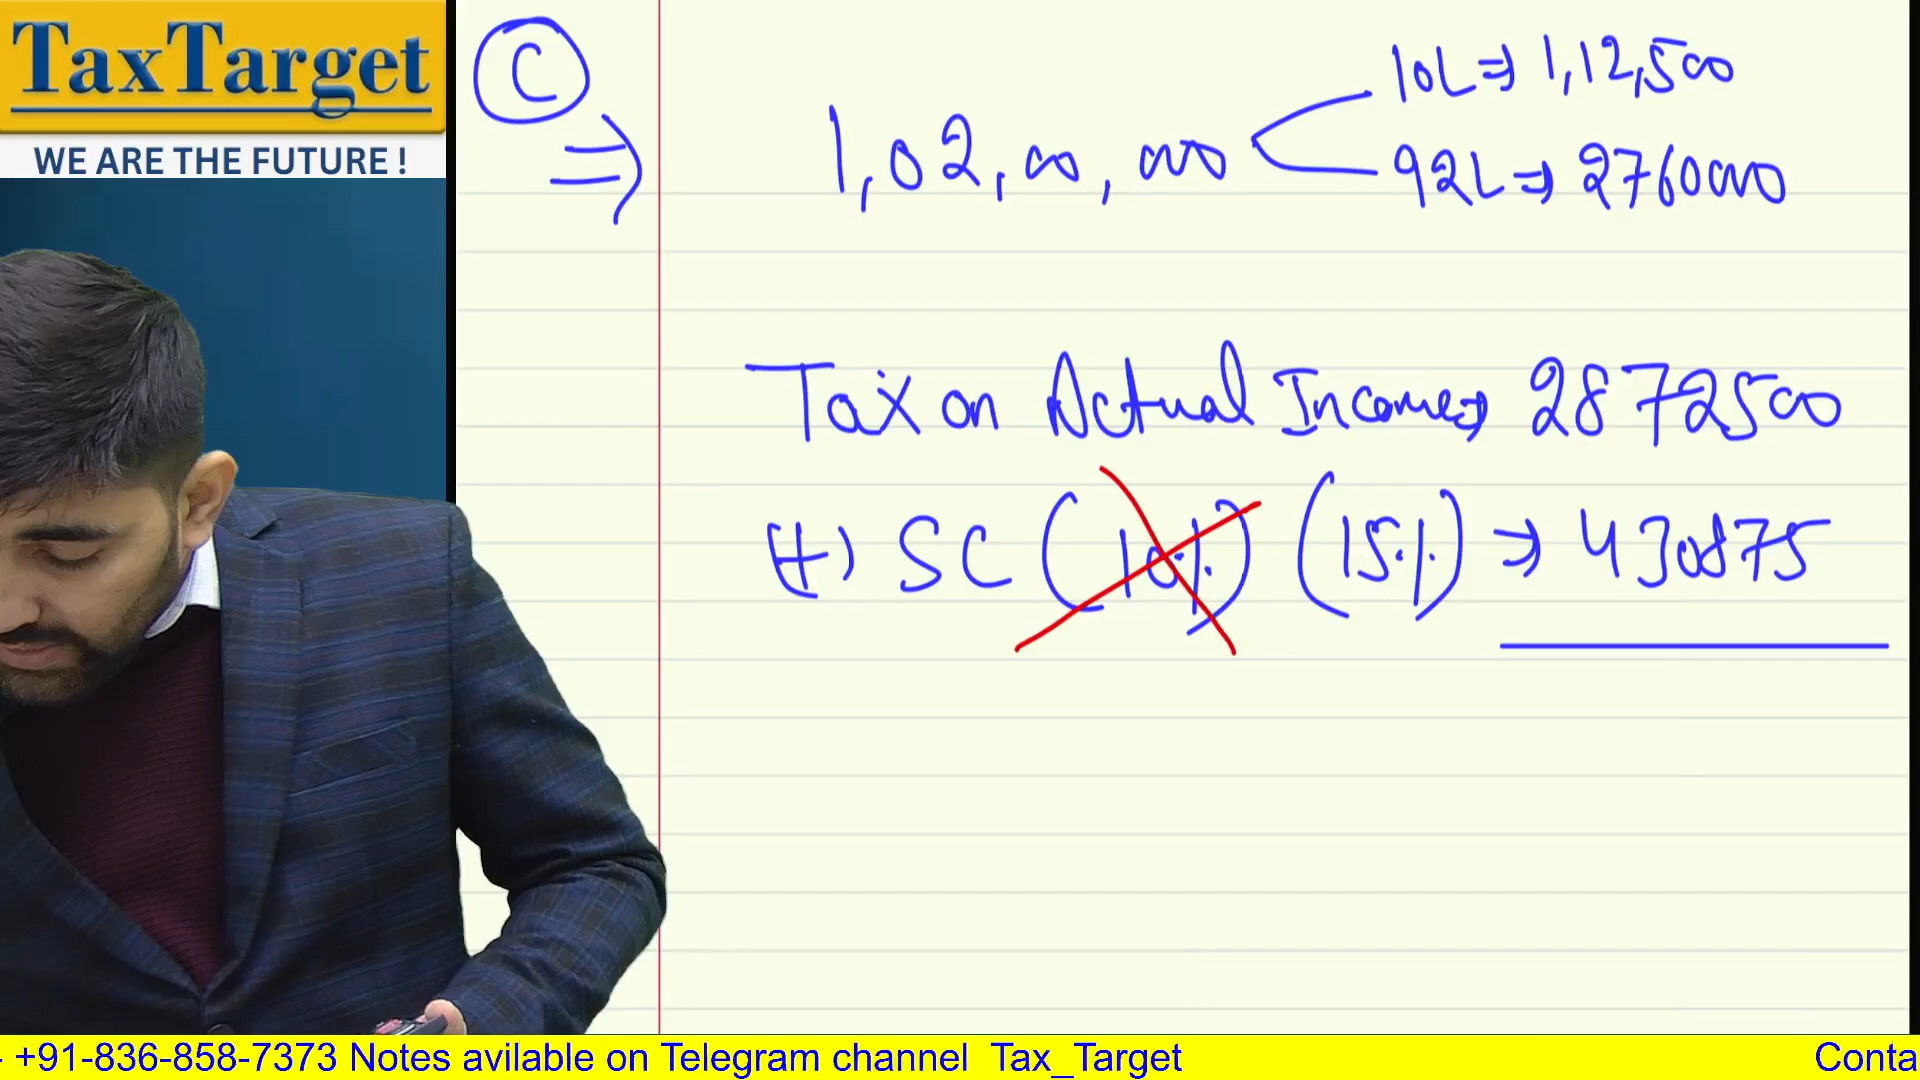 TaxTarget
WE ARE THE FUTURE !
C
⇒ 1,02,00,000
10L ⇒ 1,12,500
92L ⇒ 2760000
Tax on Actual Income ⇒ 2872500
(+) SC (10%) (15%) → 430875
- +91-836-858-7373 Notes avilable on Telegram channel Tax_Target
Conta